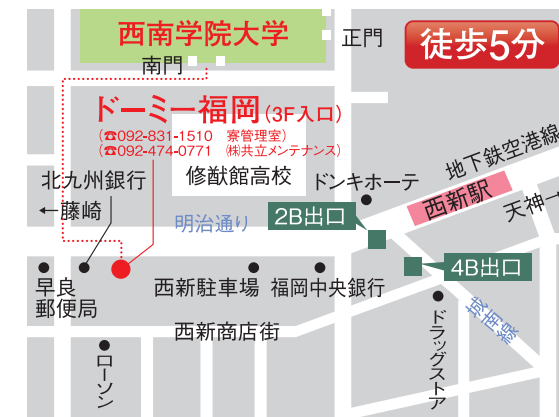 西南学院大学
正門
徒歩5分
南門
ドーミー福岡(3F入口)
(☎092-831-1510 寮管理室)
(☎092-474-0771 ㈱共立メンテナンス)
地下鉄空港線
北九州銀行
修猷館高校
ドンキホーテ
西新駅
天神→
←藤崎
明治通り
2B出口
4B出口
早良
郵便局
西新駐車場
福岡中央銀行
城南線
西新商店街
ドラッグストア
ローソン